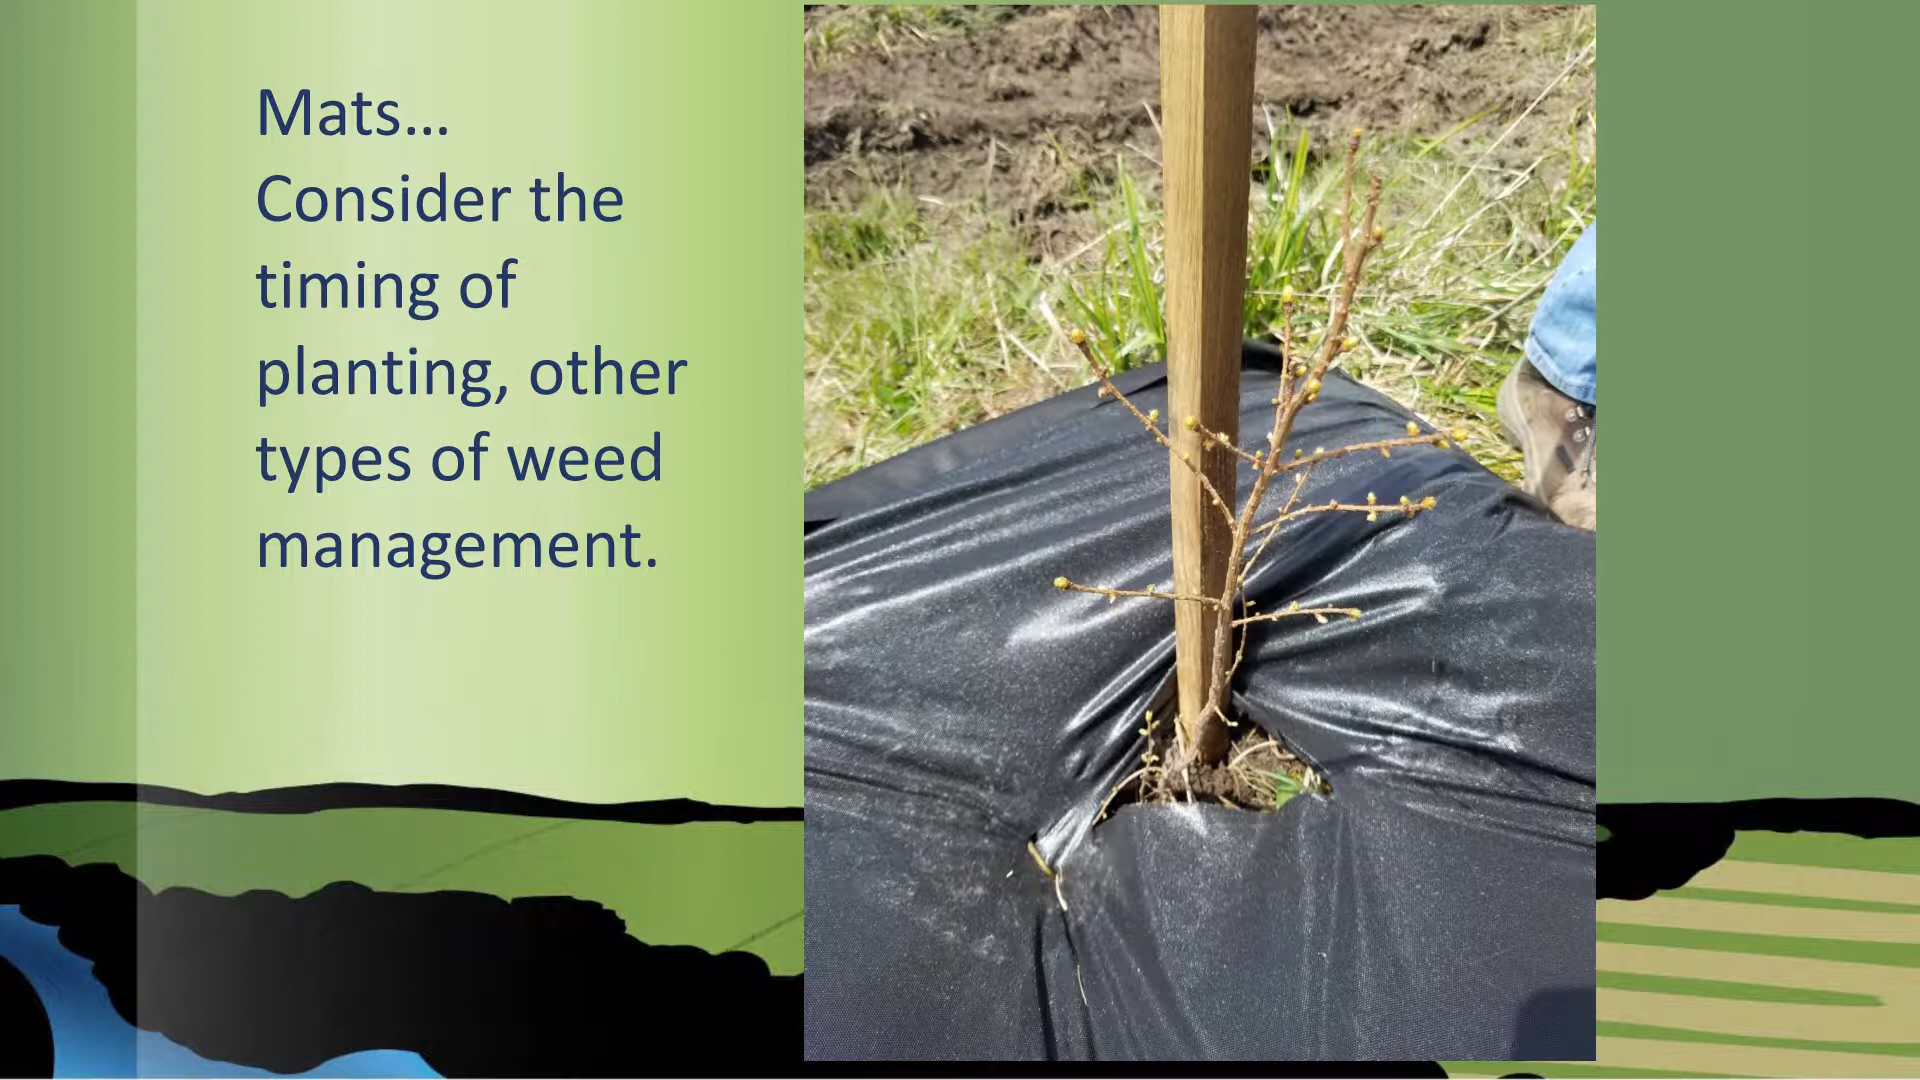 Mats…
Consider the
timing of
planting, other
types of weed
management.